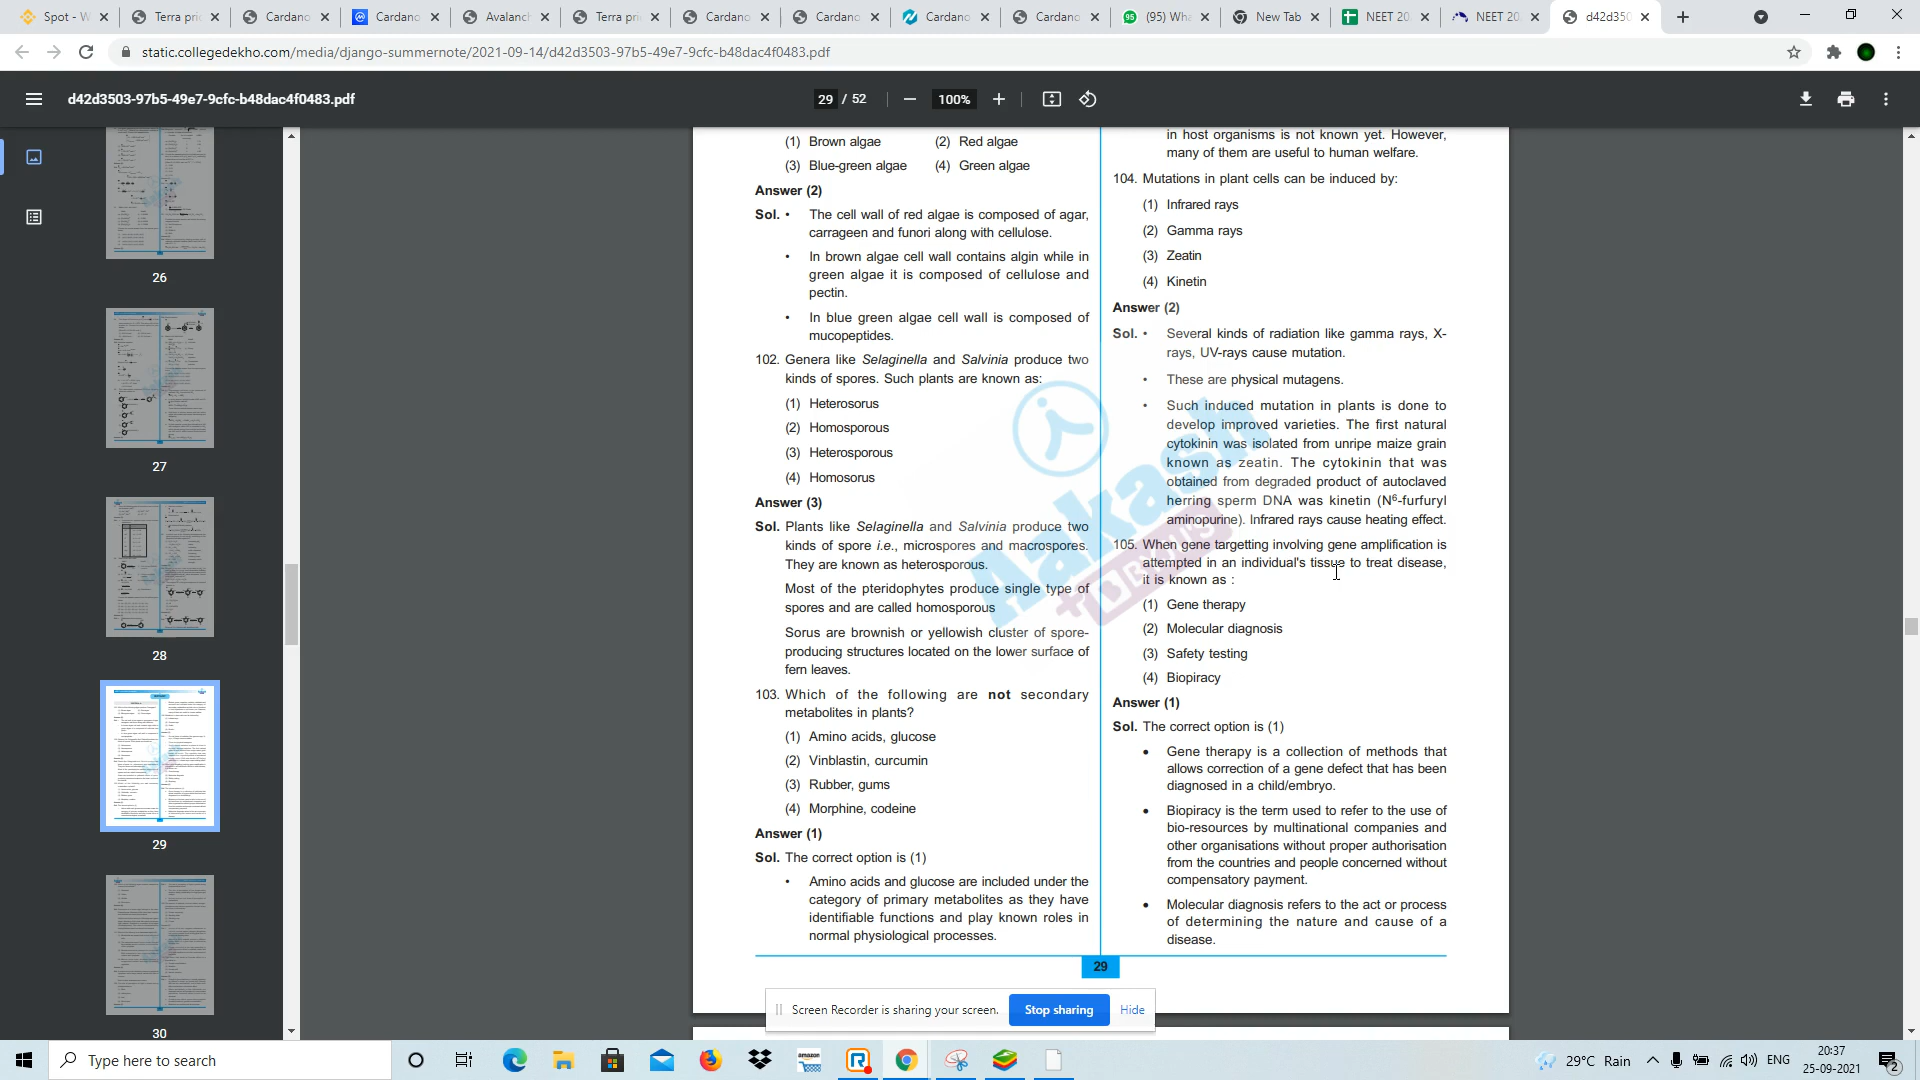 Spot - W
Terra pri
Cardano
Cardano
Avalanch
Terra pri
Cardano
Cardano
Cardano
Cardano
(95) Wha
New Tab
NEET 20
NEET 20
d42d350
static.collegedekho.com/media/django-summernote/2021-09-14/d42d3503-97b5-49e7-9cfc-b48dac4f0483.pdf
d42d3503-97b5-49e7-9cfc-b48dac4f0483.pdf
29 / 52
100%
26
27
28
29
30
(1) Brown algae (2) Red algae
(3) Blue-green algae (4) Green algae
Answer (2)
Sol. • The cell wall of red algae is composed of agar,
carrageen and funori along with cellulose.
• In brown algae cell wall contains algin while in
green algae it is composed of cellulose and
pectin.
• In blue green algae cell wall is composed of
mucopeptides.
102. Genera like Selaginella and Salvinia produce two
kinds of spores. Such plants are known as:
(1) Heterosorus
(2) Homosporous
(3) Heterosporous
(4) Homosorus
Answer (3)
Sol. Plants like Selaginella and Salvinia produce two
kinds of spore i.e., microspores and macrospores.
They are known as heterosporous.
Most of the pteridophytes produce single type of
spores and are called homosporous
Sorus are brownish or yellowish cluster of spore-
producing structures located on the lower surface of
fern leaves.
103. Which of the following are not secondary
metabolites in plants?
(1) Amino acids, glucose
(2) Vinblastin, curcumin
(3) Rubber, gums
(4) Morphine, codeine
Answer (1)
Sol. The correct option is (1)
• Amino acids and glucose are included under the
category of primary metabolites as they have
identifiable functions and play known roles in
normal physiological processes.
in host organisms is not known yet. However,
many of them are useful to human welfare.
104. Mutations in plant cells can be induced by:
(1) Infrared rays
(2) Gamma rays
(3) Zeatin
(4) Kinetin
Answer (2)
Sol. • Several kinds of radiation like gamma rays, X-
rays, UV-rays cause mutation.
• These are physical mutagens.
• Such induced mutation in plants is done to
develop improved varieties. The first natural
cytokinin was isolated from unripe maize grain
known as zeatin. The cytokinin that was
obtained from degraded product of autoclaved
herring sperm DNA was kinetin (N⁶-furfuryl
aminopurine). Infrared rays cause heating effect.
105. When gene targetting involving gene amplification is
attempted in an individual's tissue to treat disease,
it is known as :
(1) Gene therapy
(2) Molecular diagnosis
(3) Safety testing
(4) Biopiracy
Answer (1)
Sol. The correct option is (1)
• Gene therapy is a collection of methods that
allows correction of a gene defect that has been
diagnosed in a child/embryo.
• Biopiracy is the term used to refer to the use of
bio-resources by multinational companies and
other organisations without proper authorisation
from the countries and people concerned without
compensatory payment.
• Molecular diagnosis refers to the act or process
of determining the nature and cause of a
disease.
Aakash
+BYJU'S
29
Screen Recorder is sharing your screen.
Stop sharing
Hide
Type here to search
amazon
29°C Rain
ENG
20:37
25-09-2021
2